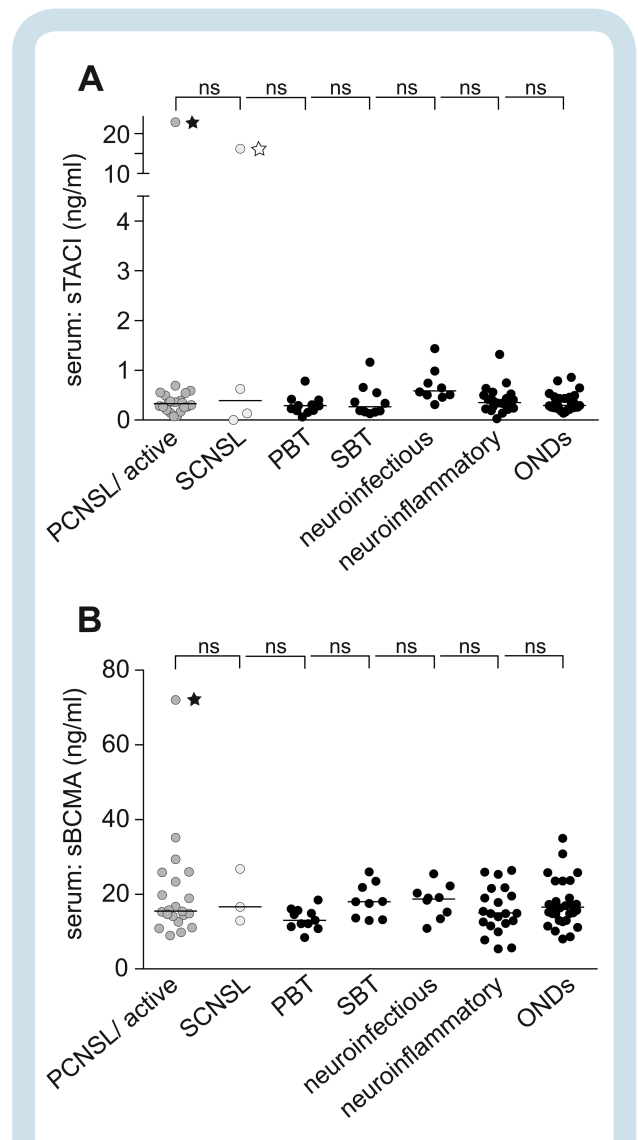 A
ns ns ns ns ns ns
serum: sTACI (ng/ml)
20
10
4
3
2
1
0
PCNSL/ active
SCNSL
PBT
SBT
neuroinfectious
neuroinflammatory
ONDs
B
ns ns ns ns ns ns
serum: sBCMA (ng/ml)
80
60
40
20
0
PCNSL/ active
SCNSL
PBT
SBT
neuroinfectious
neuroinflammatory
ONDs